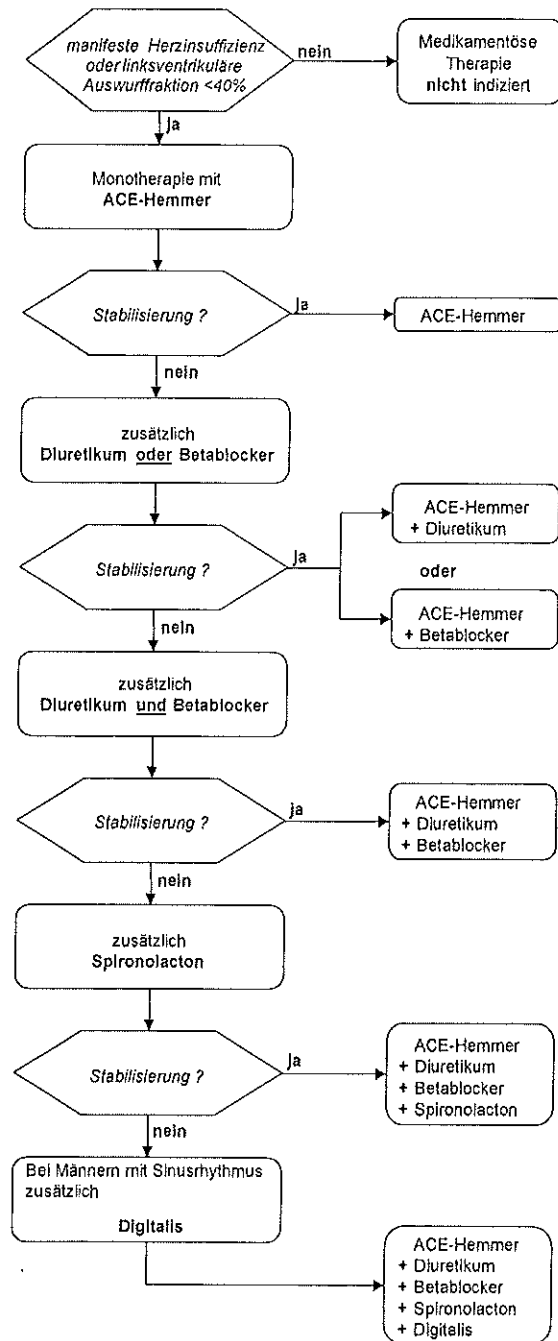 manifeste Herzinsuffizienz
oder linksventrikuläre
Auswurffraktion <40%
nein
Medikamentöse
Therapie
nicht indiziert
Ja
Monotherapie mit
ACE-Hemmer
Stabilisierung ?
Ja
ACE-Hemmer
nein
zusätzlich
Diuretikum oder Betablocker
Stabilisierung ?
Ja
ACE-Hemmer
+ Diuretikum
oder
ACE-Hemmer
+ Betablocker
nein
zusätzlich
Diuretikum und Betablocker
Stabilisierung ?
ja
ACE-Hemmer
+ Diuretikum
+ Betablocker
nein
zusätzlich
Spironolacton
Stabilisierung ?
Ja
ACE-Hemmer
+ Diuretikum
+ Betablocker
+ Spironolacton
nein
Bei Männern mit Sinusrhythmus
zusätzlich
Digitalis
ACE-Hemmer
+ Diuretikum
+ Betablocker
+ Spironolacton
+ Digitalis